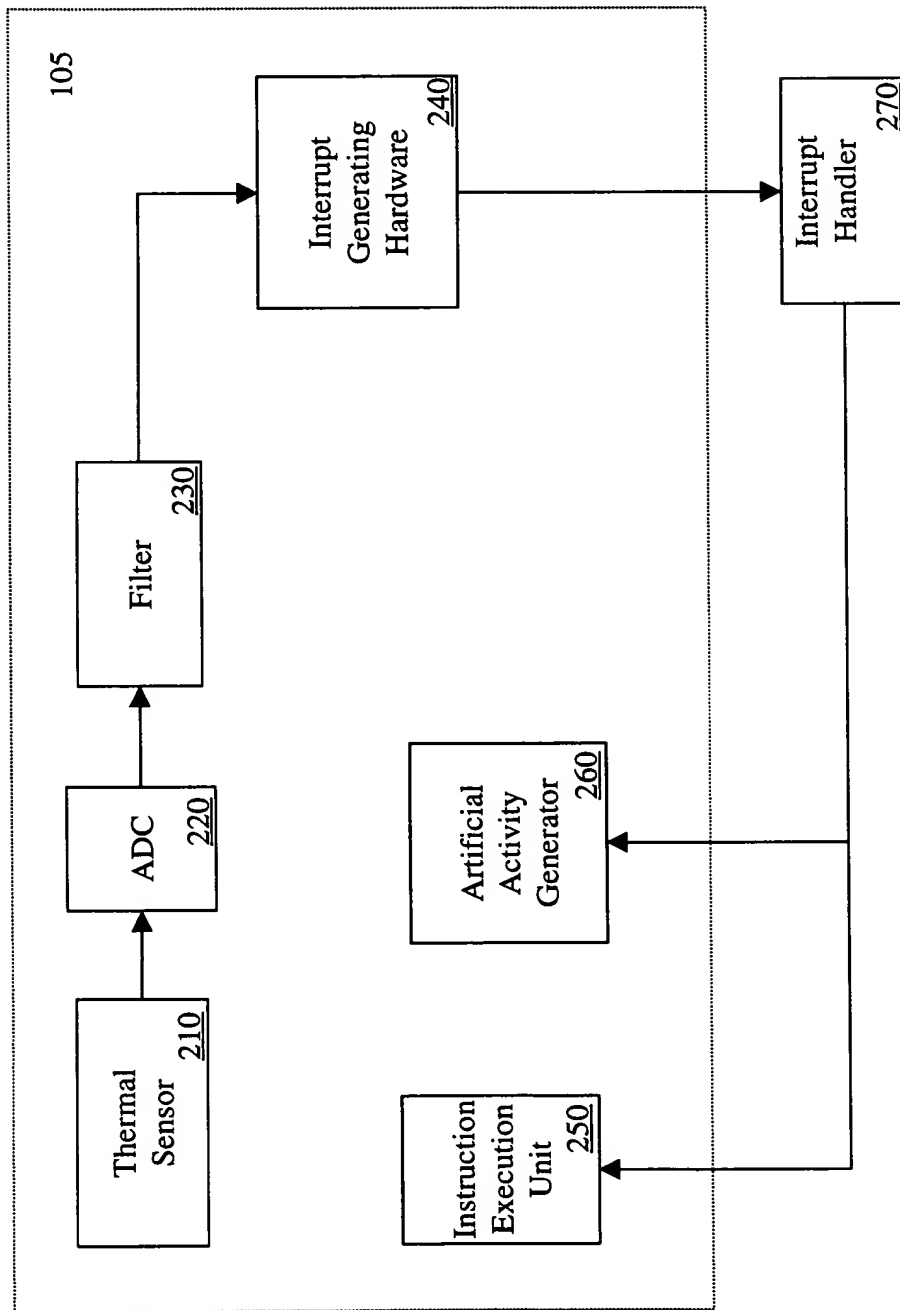 105
Thermal
Sensor
210
ADC
220
Filter
230
Interrupt
Generating
Hardware
240
Instruction
Execution
Unit
250
Artificial
Activity
Generator
260
Interrupt
Handler
270